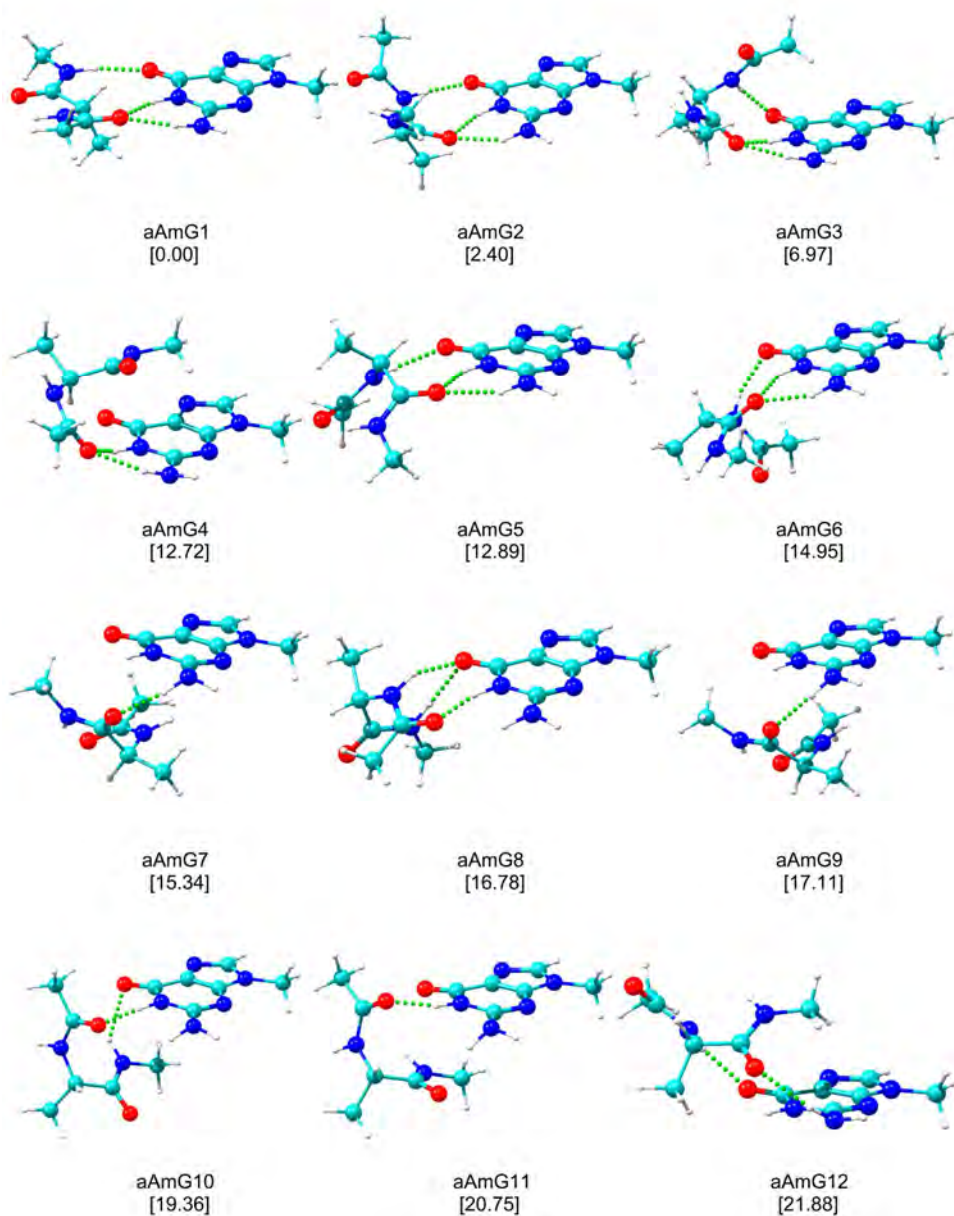 aAmG1
[0.00]
aAmG2
[2.40]
aAmG3
[6.97]
aAmG4
[12.72]
aAmG5
[12.89]
aAmG6
[14.95]
aAmG7
[15.34]
aAmG8
[16.78]
aAmG9
[17.11]
aAmG10
[19.36]
aAmG11
[20.75]
aAmG12
[21.88]